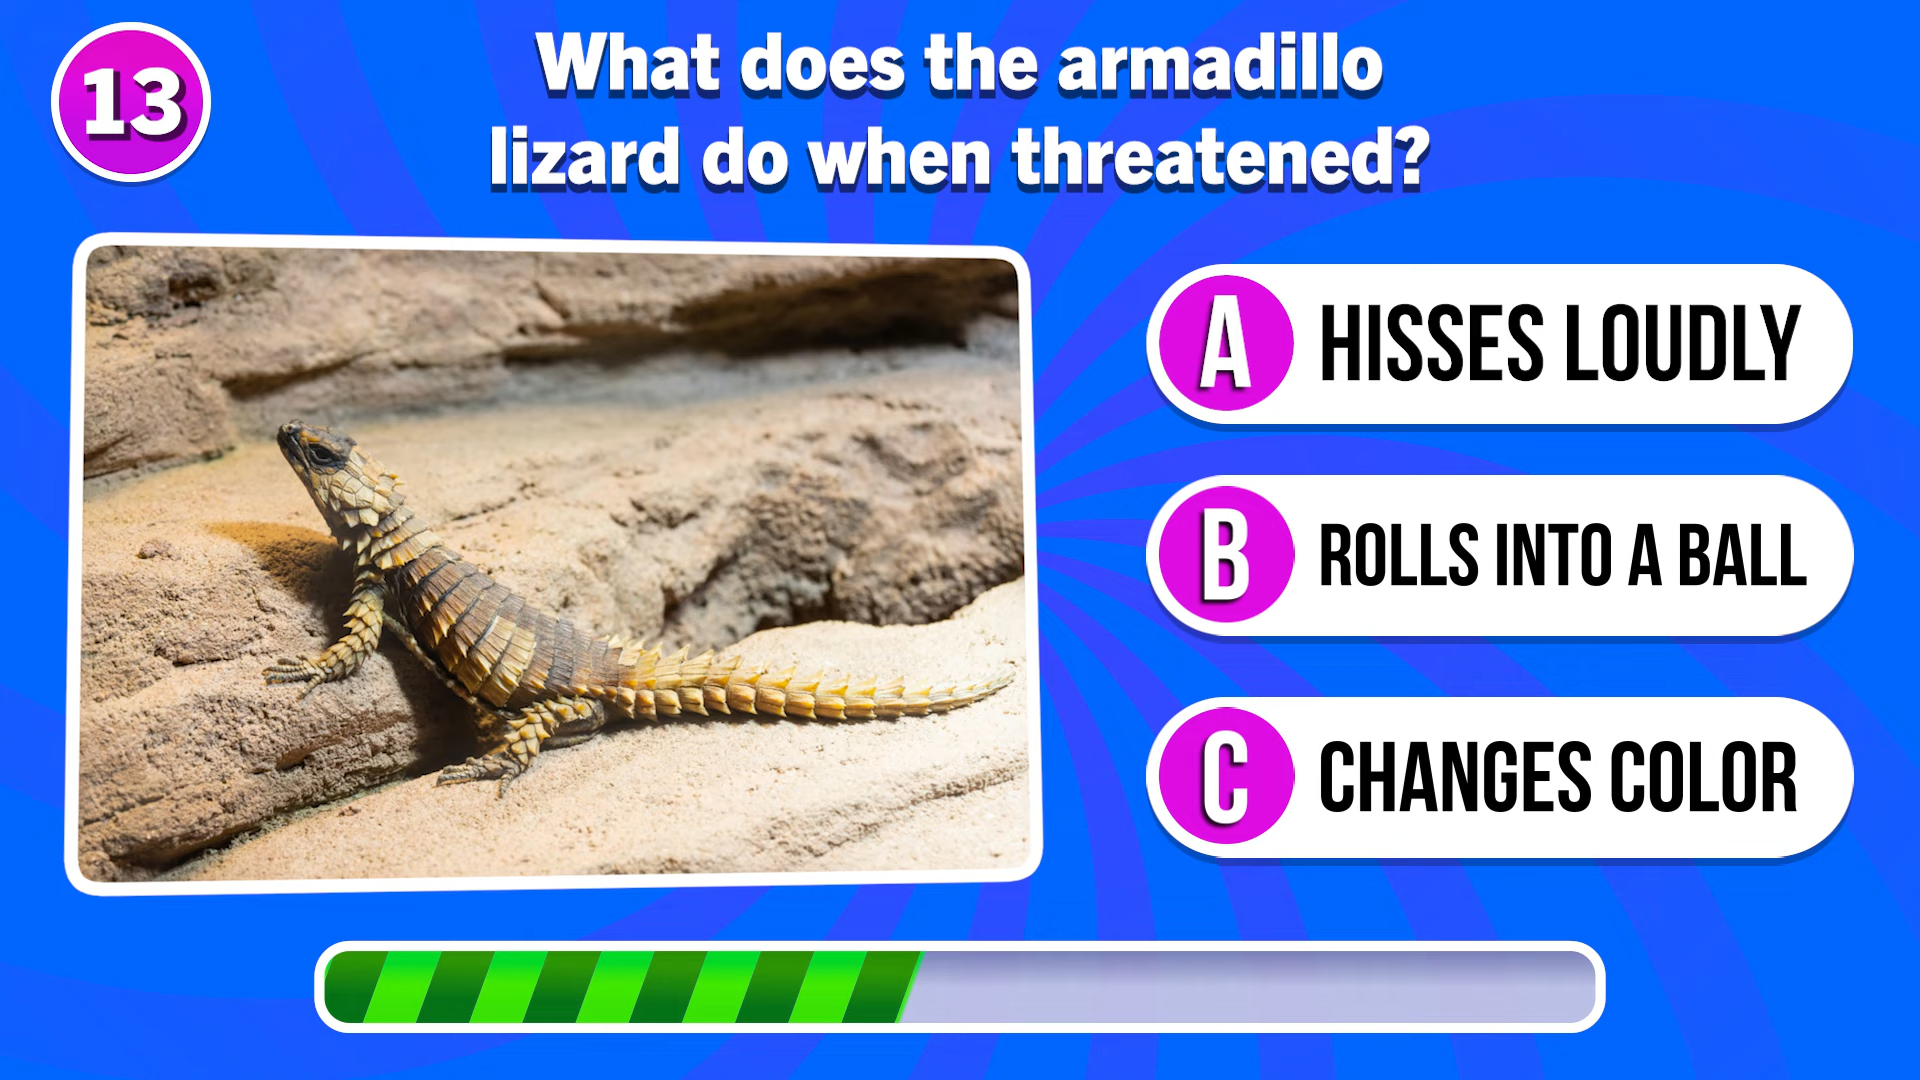 13
What does the armadillo
lizard do when threatened?
A HISSES LOUDLY
B ROLLS INTO A BALL
C CHANGES COLOR